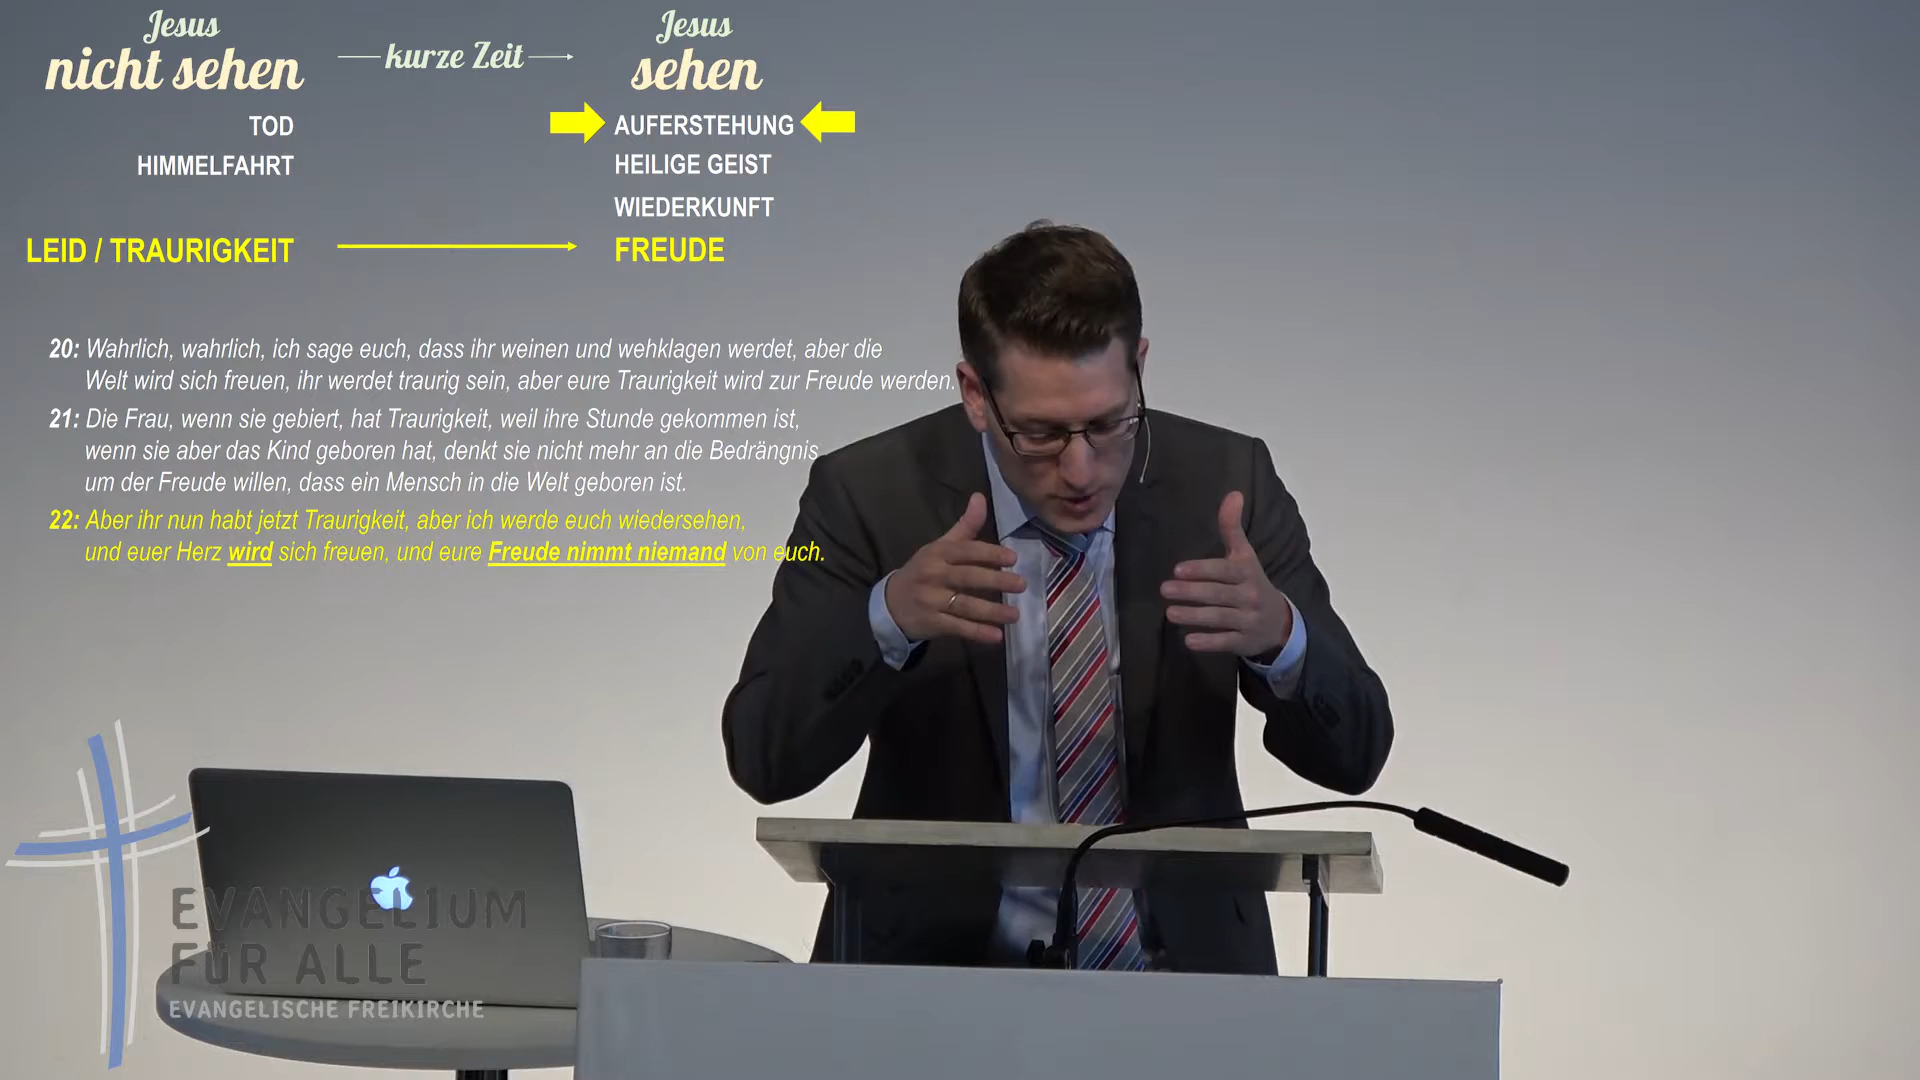 Jesus
nicht sehen
kurze Zeit
Jesus
sehen
TOD
AUFERSTEHUNG
HIMMELFAHRT
HEILIGE GEIST
WIEDERKUNFT
LEID / TRAURIGKEIT
FREUDE
20: Wahrlich, wahrlich, ich sage euch, dass ihr weinen und wehklagen werdet, aber die
Welt wird sich freuen, ihr werdet traurig sein, aber eure Traurigkeit wird zur Freude werden.
21: Die Frau, wenn sie gebiert, hat Traurigkeit, weil ihre Stunde gekommen ist,
wenn sie aber das Kind geboren hat, denkt sie nicht mehr an die Bedrängnis
um der Freude willen, dass ein Mensch in die Welt geboren ist.
22: Aber ihr nun habt jetzt Traurigkeit, aber ich werde euch wiedersehen,
und euer Herz wird sich freuen, und eure Freude nimmt niemand von euch.
EVANGELIUM
FÜR ALLE
EVANGELISCHE FREIKIRCHE